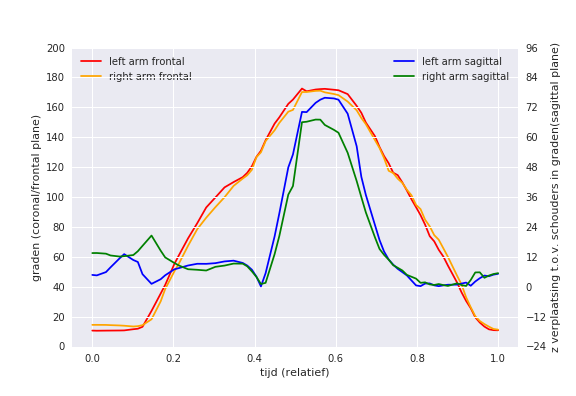 left arm frontal
right arm frontal
left arm sagittal
right arm sagittal
graden (coronal/frontal plane)
200
180
160
140
120
100
80
60
40
20
0
96
84
72
60
48
36
24
12
0
−12
−24
z verplaatsing t.o.v. schouders in graden(sagittal plane)
0.0 0.2 0.4 0.6 0.8 1.0
tijd (relatief)